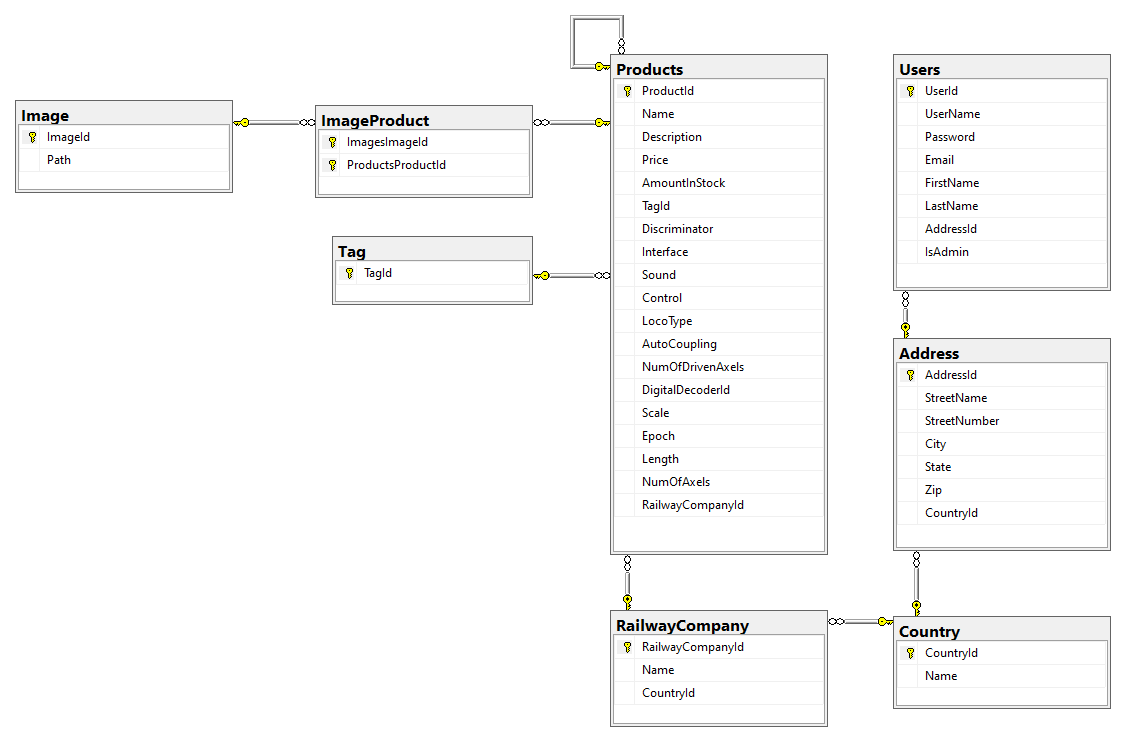 Image
ImageId
Path
ImageProduct
ImagesImageId
ProductsProductId
Tag
TagId
Products
ProductId
Name
Description
Price
AmountInStock
TagId
Discriminator
Interface
Sound
Control
LocoType
AutoCoupling
NumOfDrivenAxels
DigitalDecoderId
Scale
Epoch
Length
NumOfAxels
RailwayCompanyId
RailwayCompany
RailwayCompanyId
Name
CountryId
Users
UserId
UserName
Password
Email
FirstName
LastName
AddressId
IsAdmin
Address
AddressId
StreetName
StreetNumber
City
State
Zip
CountryId
Country
CountryId
Name